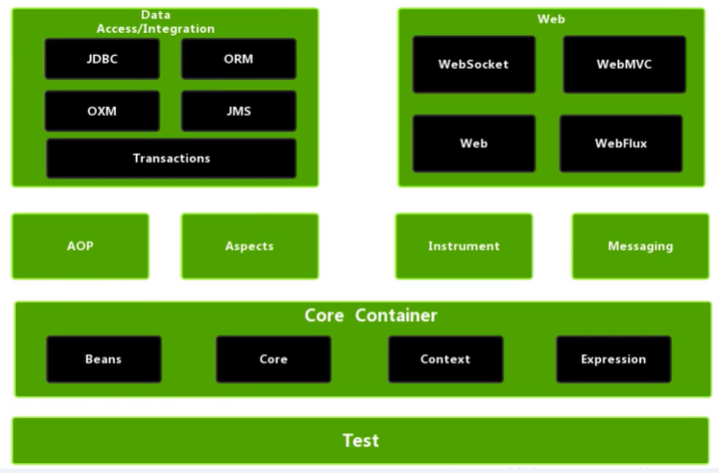 Data
Access/Integration
JDBC
ORM
OXM
JMS
Transactions
Web
WebSocket
WebMVC
Web
WebFlux
AOP
Aspects
Instrument
Messaging
Core Container
Beans
Core
Context
Expression
Test